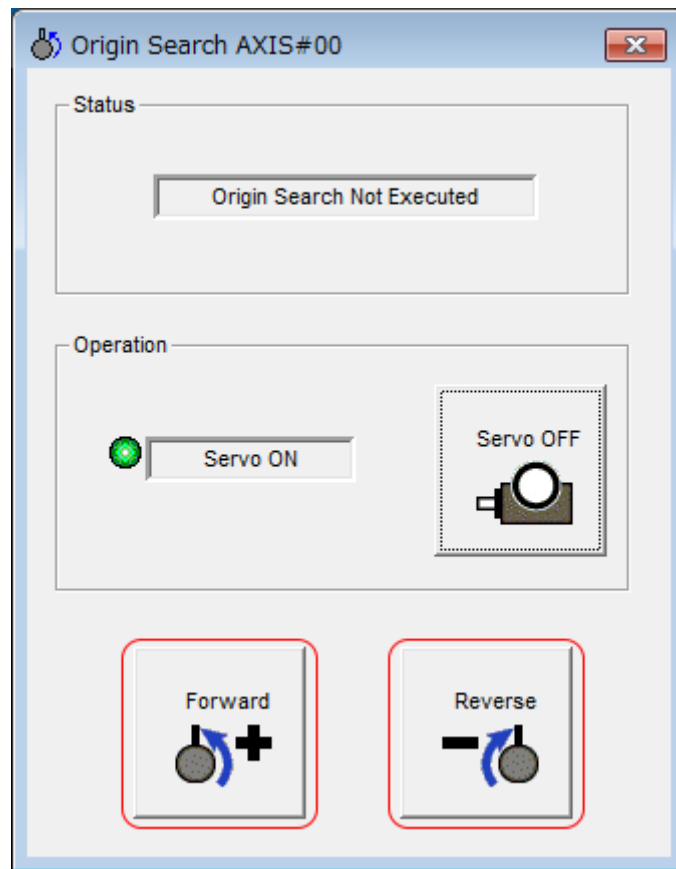 Origin Search AXIS#00
Status
Origin Search Not Executed
Operation
Servo ON
Servo OFF
Forward
Reverse